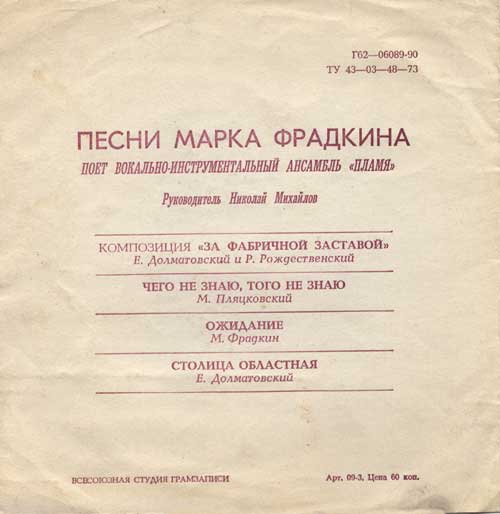 Г62—06089-90
ТУ 43—03—48—73
ПЕСНИ МАРКА ФРАДКИНА
ПОЕТ ВОКАЛЬНО-ИНСТРУМЕНТАЛЬНЫЙ АНСАМБЛЬ «ПЛАМЯ»
Руководитель Николай Михайлов
КОМПОЗИЦИЯ «ЗА ФАБРИЧНОЙ ЗАСТАВОЙ»
Е. Долматовский и Р. Рождественский
ЧЕГО НЕ ЗНАЮ, ТОГО НЕ ЗНАЮ
М. Пляцковский
ОЖИДАНИЕ
М. Фрадкин
СТОЛИЦА ОБЛАСТНАЯ
Е. Долматовский
ВСЕСОЮЗНАЯ СТУДИЯ ГРАМЗАПИСИ
Арт. 09-3, Цена 60 коп.